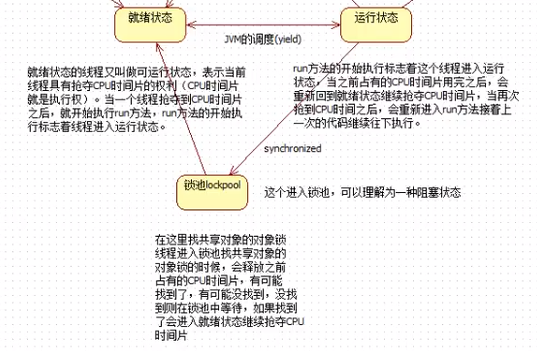 就绪状态
运行状态
JVM的调度(yield)
就绪状态的线程又叫做可运行状态，表示当前
线程具有抢夺CPU时间片的权利（CPU时间片
就是执行权）。当一个线程抢夺到CPU时间片
之后，就开始执行run方法，run方法的开始执
行标志着线程进入运行状态。
run方法的开始执行标志着这个线程进入运行
状态，当之前占有的CPU时间片用完之后，会
重新回到就绪状态继续抢夺CPU时间片，当再次
抢到CPU时间之后，会重新进入run方法接着上
一次的代码继续往下执行。
synchronized
锁池lockpool
这个进入锁池，可以理解为一种阻塞状态
在这里找共享对象的对象锁
线程进入锁池找共享对象的
对象锁的时候，会释放之前
占有的CPU时间片，有可能
找到了，有可能没找到，没找
到则在锁池中等待，如果找到
了会进入就绪状态继续抢夺CPU
时间片